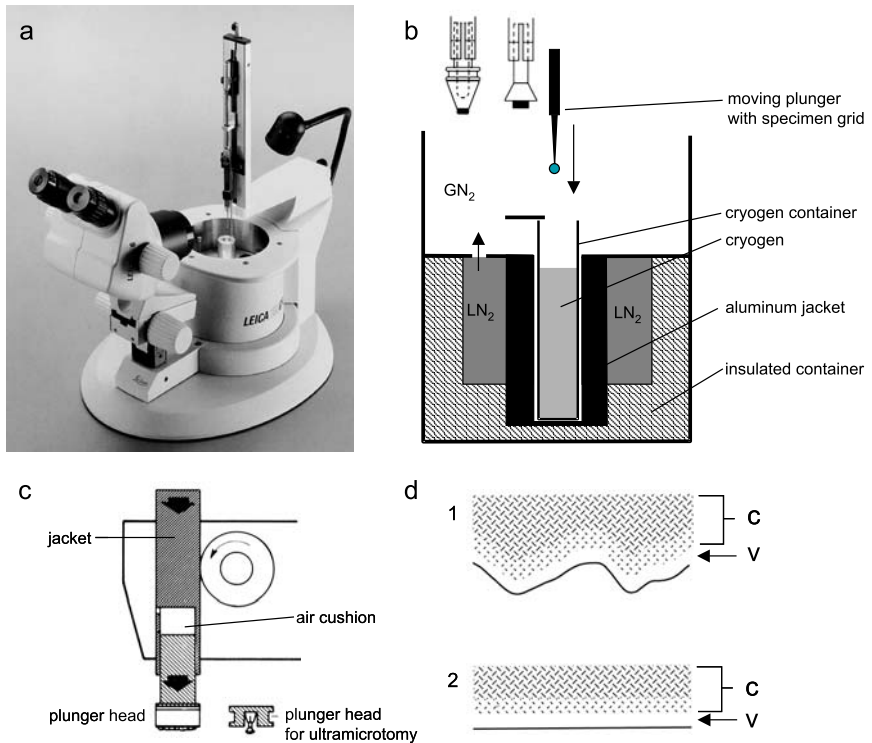 a
LEICA
b
moving plunger
with specimen grid
GN2
cryogen container
cryogen
LN2
LN2
aluminum jacket
insulated container
c
jacket
air cushion
plunger head
plunger head
for ultramicrotomy
d
1
C
V
2
C
V